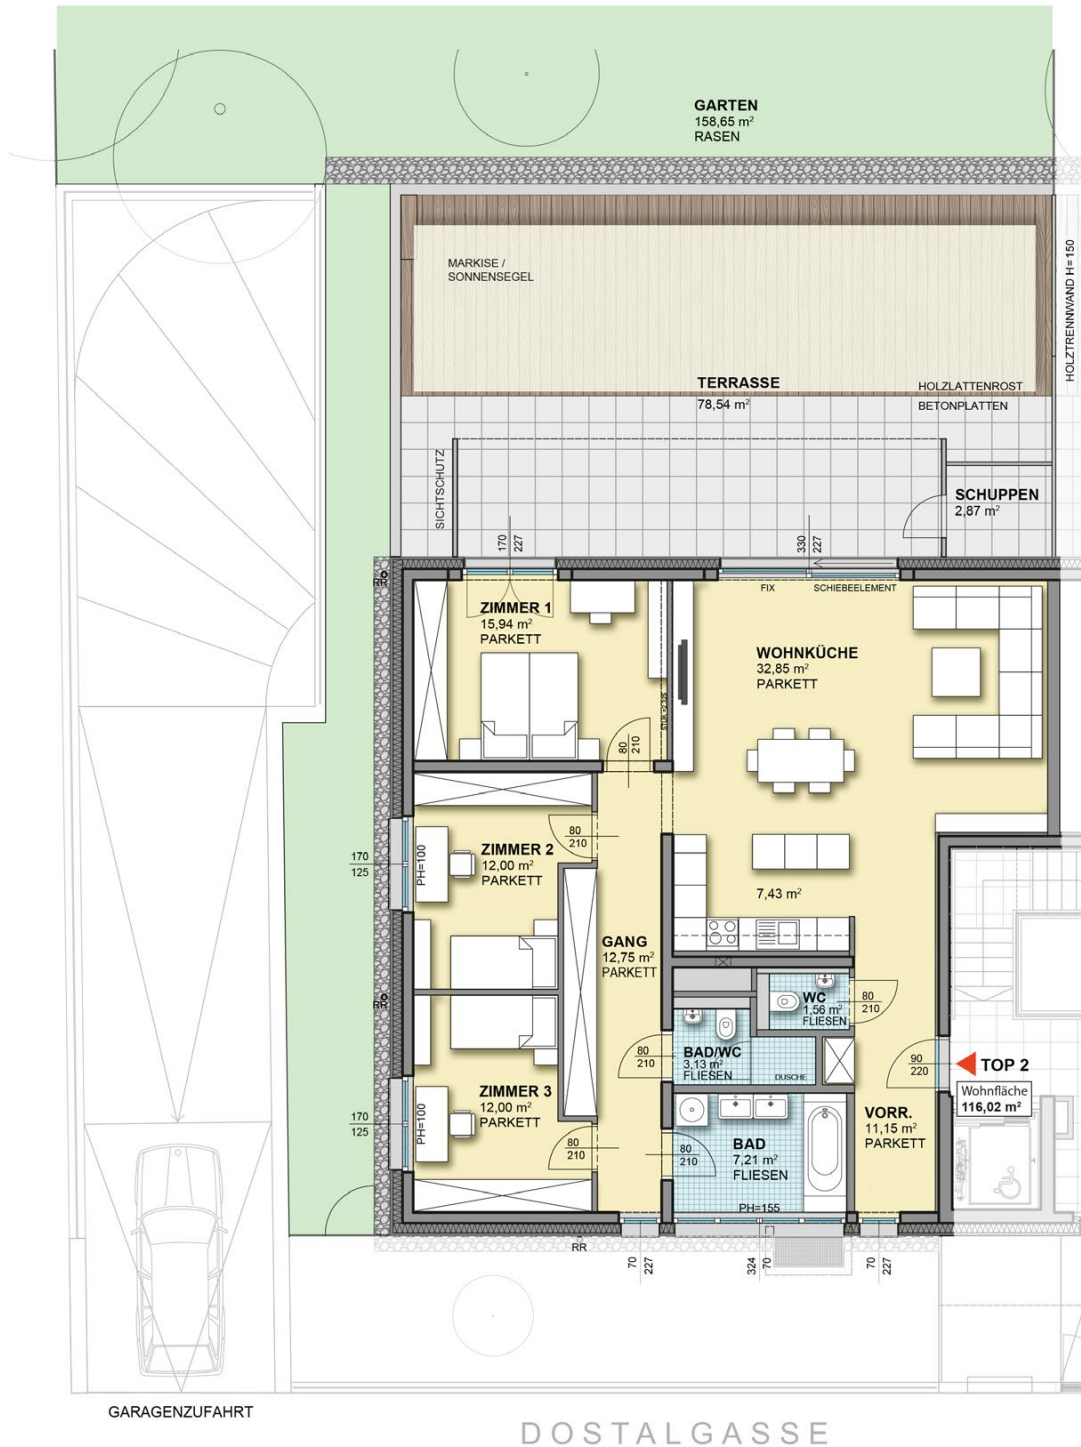 GARTEN
158,65 m²
RASEN
MARKISE /
SONNENSEGEL
HOLZTRENNWAND H=150
TERRASSE
78,54 m²
HOLZLATTENROST
BETONPLATTEN
SICHTSCHUTZ
SCHUPPEN
2,87 m²
170
227
330
227
RR
FIX
SCHIEBEELEMENT
ZIMMER 1
15,94 m²
PARKETT
WOHNKÜCHE
32,85 m²
PARKETT
80
210
80
210
ZIMMER 2
12,00 m²
PARKETT
PH=100
170
125
7,43 m²
GANG
12,75 m²
PARKETT
RR
WC
1,56 m²
FLIESEN
80
210
BAD/WC
3,13 m²
FLIESEN
DUSCHE
80
210
90
220
TOP 2
Wohnfläche
116,02 m²
ZIMMER 3
12,00 m²
PARKETT
PH=100
170
125
VORR.
11,15 m²
PARKETT
80
210
80
210
BAD
7,21 m²
FLIESEN
PH=155
RR
70
227
324
70
70
227
GARAGENZUFAHRT
DOSTALGASSE